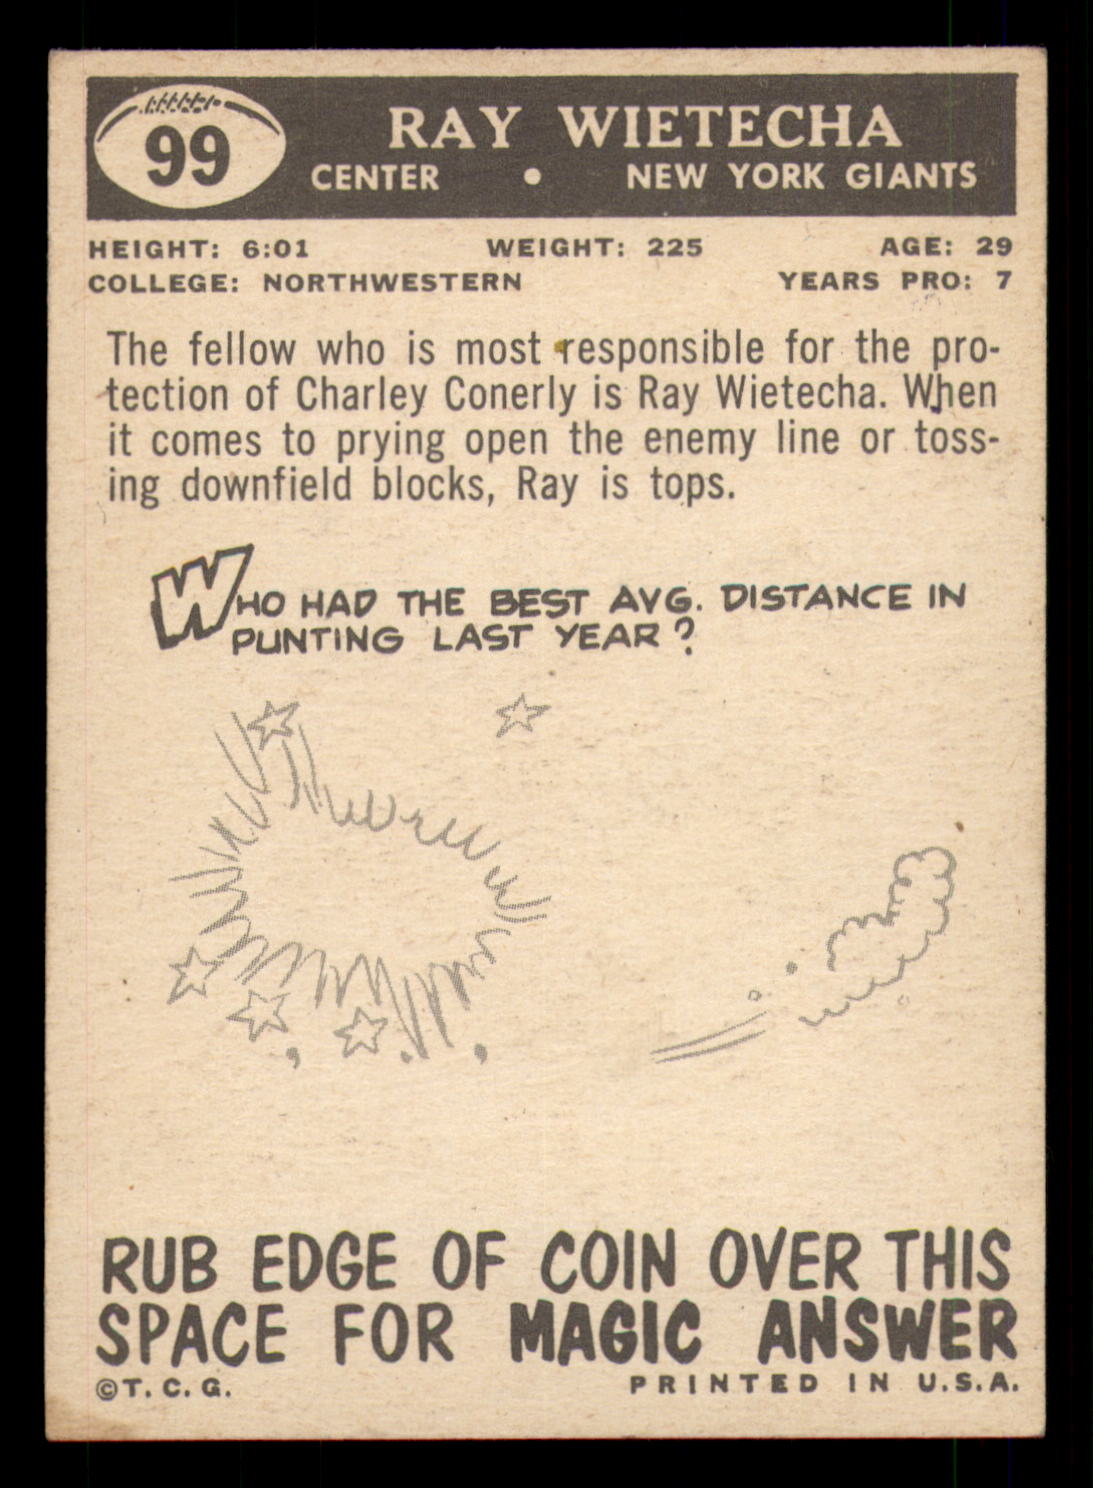 99
RAY WIETECHA
CENTER • NEW YORK GIANTS
HEIGHT: 6:01 WEIGHT: 225 AGE: 29
COLLEGE: NORTHWESTERN YEARS PRO: 7
The fellow who is most responsible for the pro-
tection of Charley Conerly is Ray Wietecha. When
it comes to prying open the enemy line or toss-
ing downfield blocks, Ray is tops.
WHO HAD THE BEST AVG. DISTANCE IN
PUNTING LAST YEAR?
RUB EDGE OF COIN OVER THIS
SPACE FOR MAGIC ANSWER
©T. C. G. PRINTED IN U.S.A.